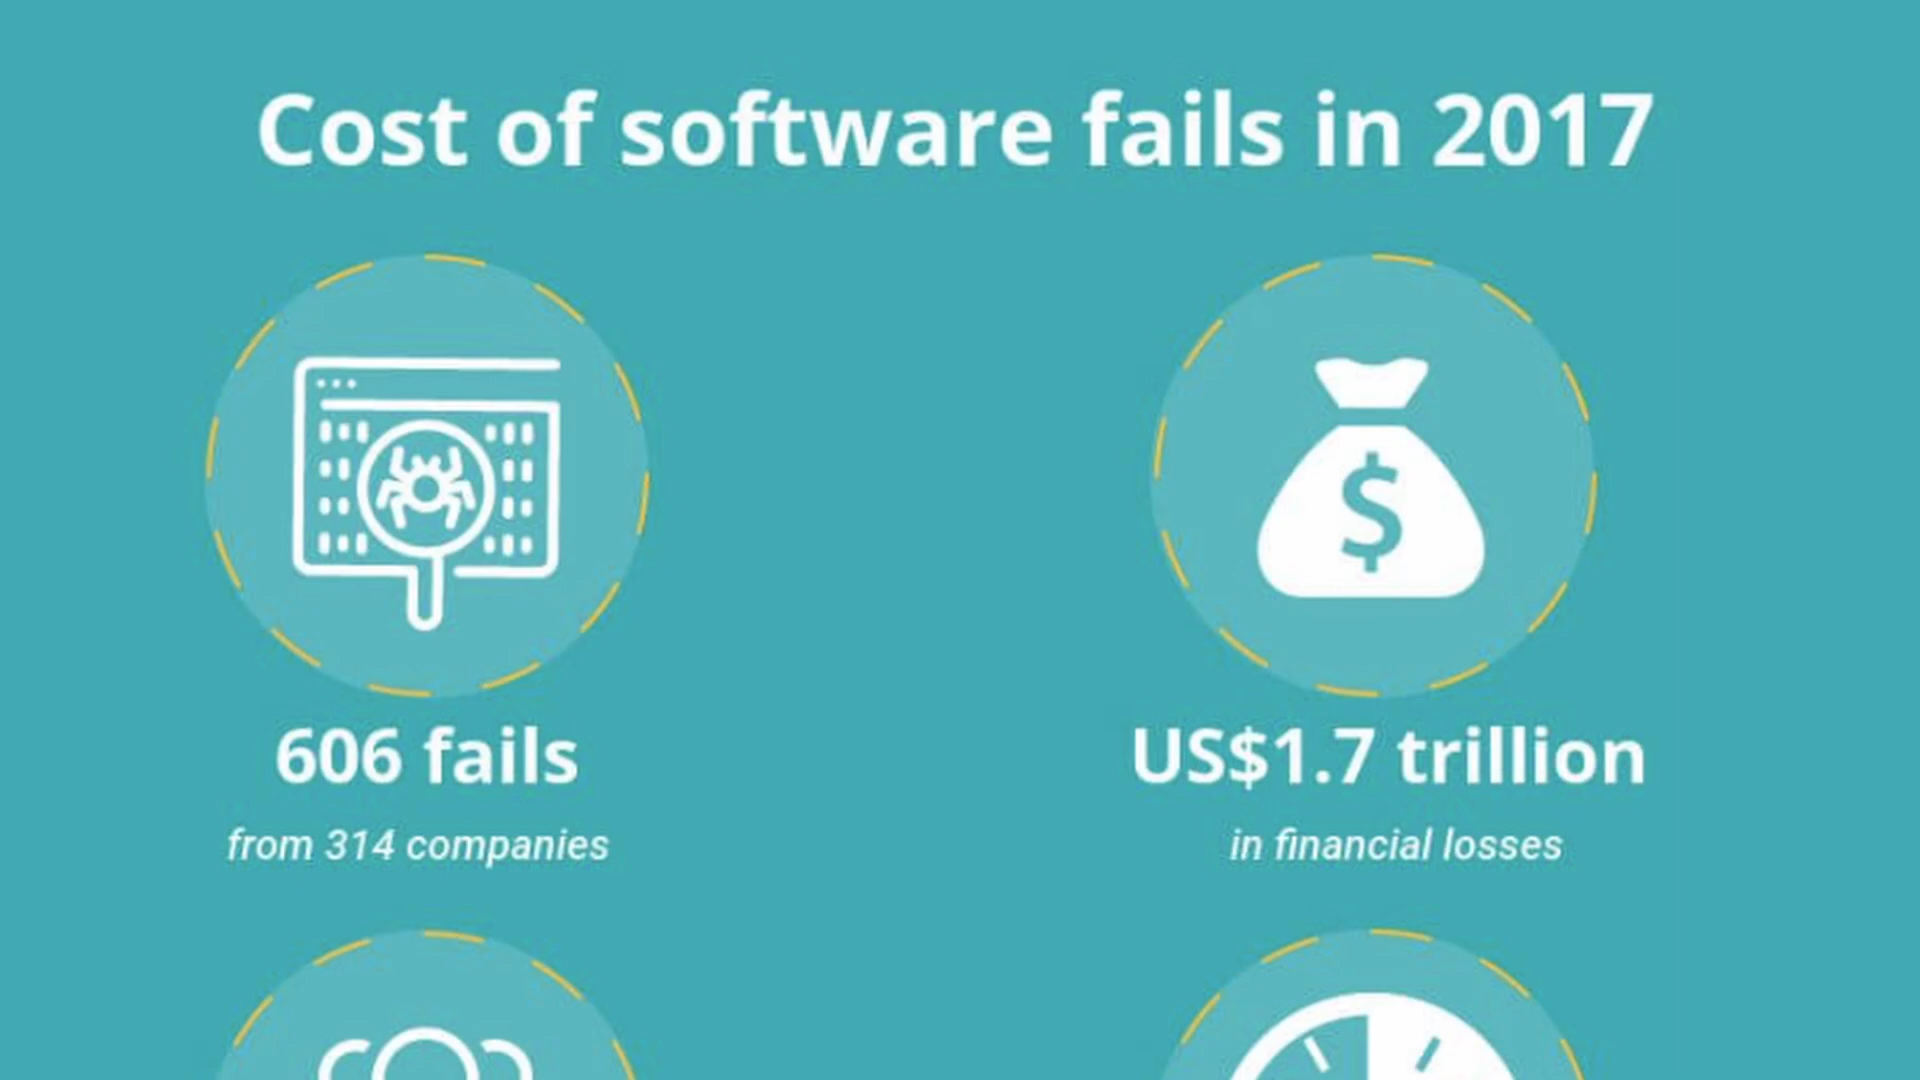 Cost of software fails in 2017
606 fails
from 314 companies
US$1.7 trillion
in financial losses